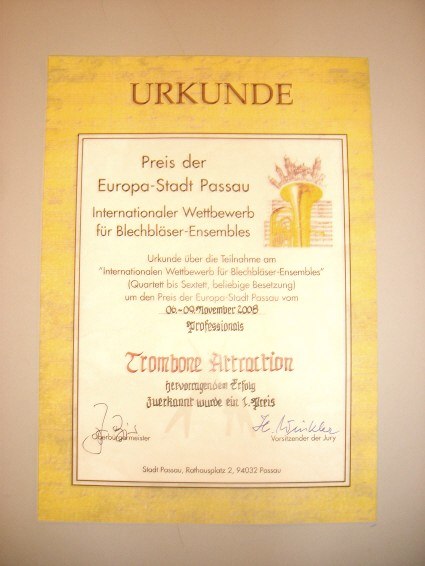 URKUNDE
Preis der
Europa-Stadt Passau
Internationaler Wettbewerb
für Blechbläser-Ensembles
Urkunde über die Teilnahme am
"Internationalen Wettbewerb für Blechbläser-Ensembles"
(Quartett bis Sextett, beliebige Besetzung)
um den Preis der Europa-Stadt Passau vom
06.-09.November 2008
Professionals
Trombone Attraction
hervorragendem Erfolg
Zuerkannt wurde ein 1.Preis
Oberbürgermeister
Vorsitzender der Jury
Stadt Passau, Rathausplatz 2, 94032 Passau